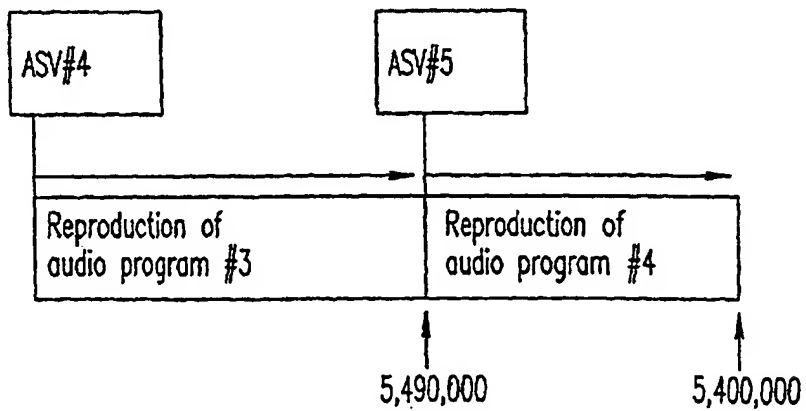 ASV#4
ASV#5
Reproduction of
audio program #3
Reproduction of
audio program #4
5,490,000
5,400,000